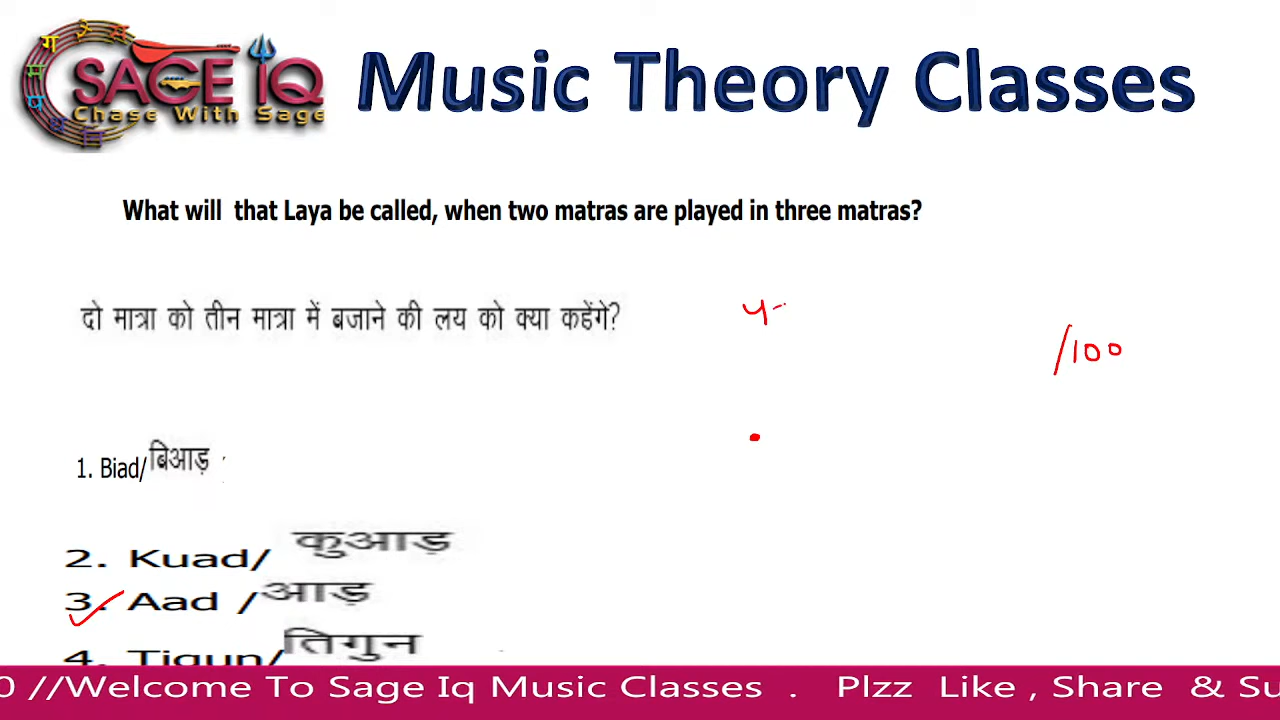 SAGE IQ
Chase With Sage
Music Theory Classes
What will that Laya be called, when two matras are played in three matras?
दो मात्रा को तीन मात्रा में बजाने की लय को क्या कहेंगे?
/100
1. Biad/बिआड़
2. Kuad/ कुआड़
3. Aad /आड़
4. Tigun/तिगुन
0 //Welcome To Sage Iq Music Classes . Plzz Like , Share & Su